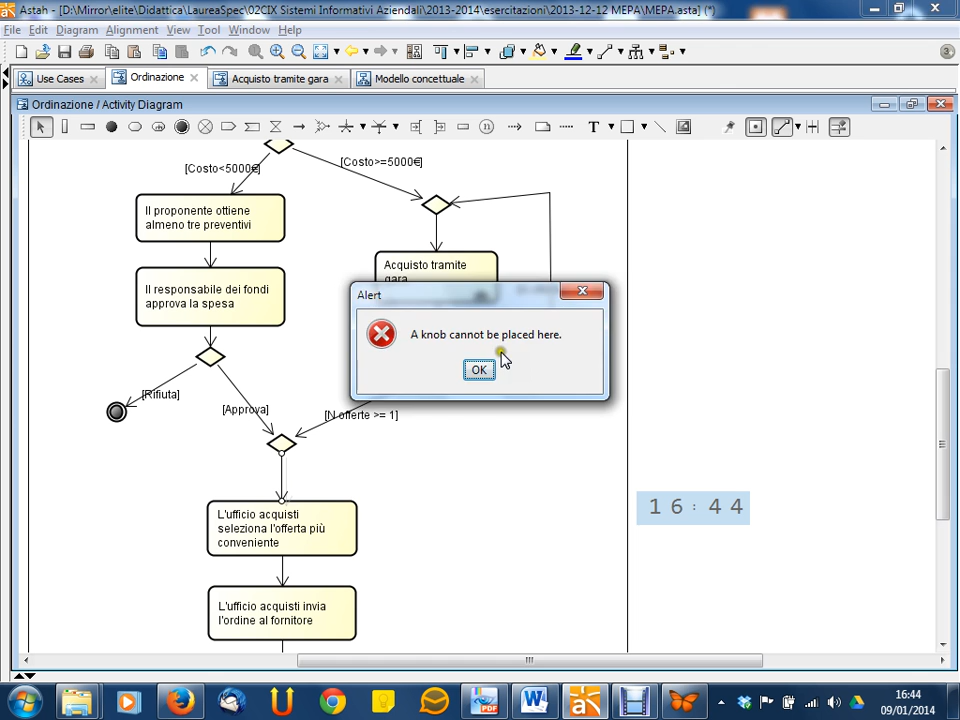 Astah - [D:\Mirror\elite\Didattica\LaureaSpec\02CIX Sistemi Informativi Aziendali\2013-2014\esercitazioni\2013-12-12 MEPA\MEPA.asta] (*)
File Edit Diagram Alignment View Tool Window Help
3
Use Cases Ordinazione Acquisto tramite gara Modello concettuale
Ordinazione / Activity Diagram
T
[Costo<5000€]
[Costo>=5000€]
Il proponente ottiene
almeno tre preventivi
Acquisto tramite
gara
Il responsabile dei fondi
approva la spesa
Alert
A knob cannot be placed here.
OK
[Rifiuta]
[Approva]
[N offerte >= 1]
L'ufficio acquisti
seleziona l'offerta più
conveniente
16:44
L'ufficio acquisti invia
l'ordine al fornitore
16:44
09/01/2014